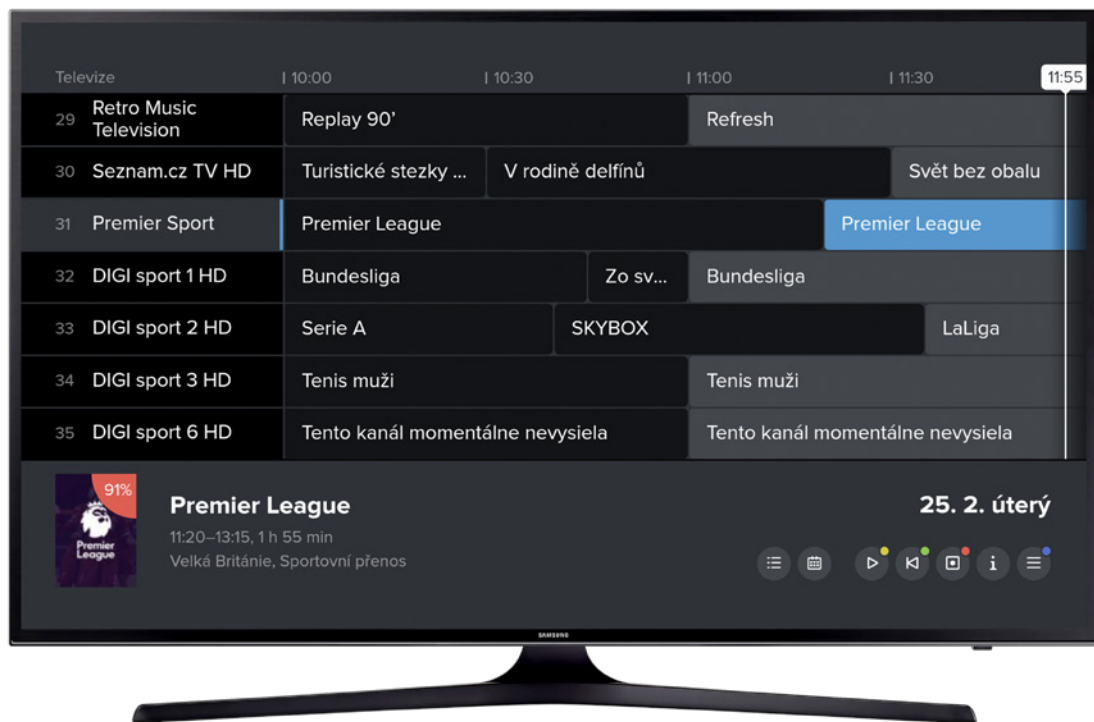 Televize | 10:00 | 10:30 | 11:00 | 11:30 11:55
29 Retro Music Television Replay 90’ Refresh
30 Seznam.cz TV HD Turistické stezky ... V rodině delfínů Svět bez obalu
31 Premier Sport Premier League Premier League
32 DIGI sport 1 HD Bundesliga Zo sv... Bundesliga
33 DIGI sport 2 HD Serie A SKYBOX LaLiga
34 DIGI sport 3 HD Tenis muži Tenis muži
35 DIGI sport 6 HD Tento kanál momentálne nevysiela Tento kanál momentálne nevysiela
91%
Premier
League
Premier League 25. 2. úterý
11:20–13:15, 1 h 55 min
Velká Británie, Sportovní přenos
SAMSUNG